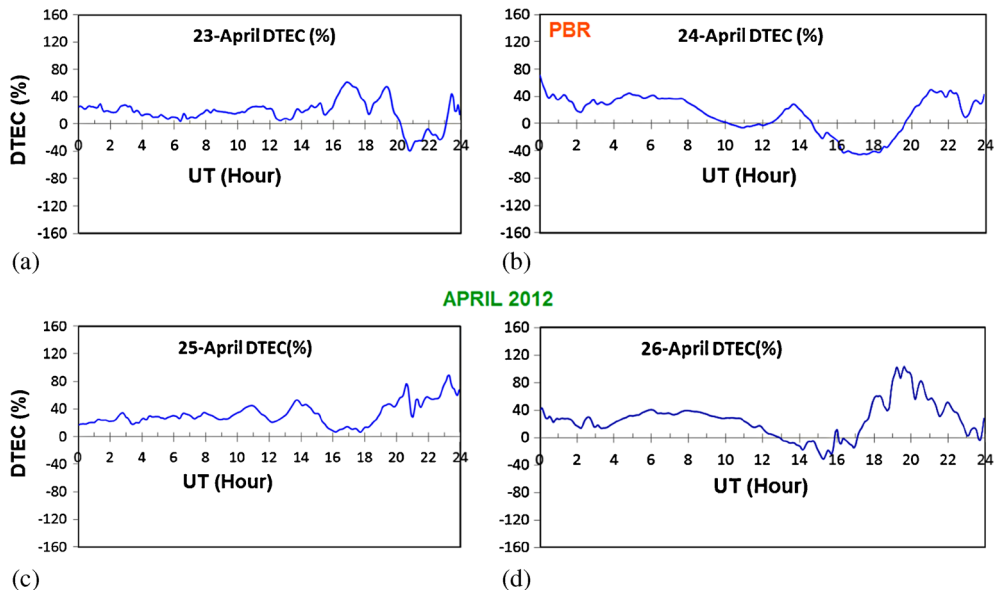 23-April DTEC (%)
DTEC (%)
160
120
80
40
0
-40
-80
-120
-160
0 2 4 6 8 10 12 14 16 18 20 22 24
UT (Hour)
(a)
PBR
24-April DTEC (%)
160
120
80
40
0
-40
-80
-120
-160
0 2 4 6 8 10 12 14 16 18 20 22 24
UT (Hour)
(b)
APRIL 2012
25-April DTEC(%)
DTEC (%)
160
120
80
40
0
-40
-80
-120
-160
0 2 4 6 8 10 12 14 16 18 20 22 24
UT (Hour)
(c)
26-April DTEC(%)
160
120
80
40
0
-40
-80
-120
-160
0 2 4 6 8 10 12 14 16 18 20 22 24
UT (Hour)
(d)